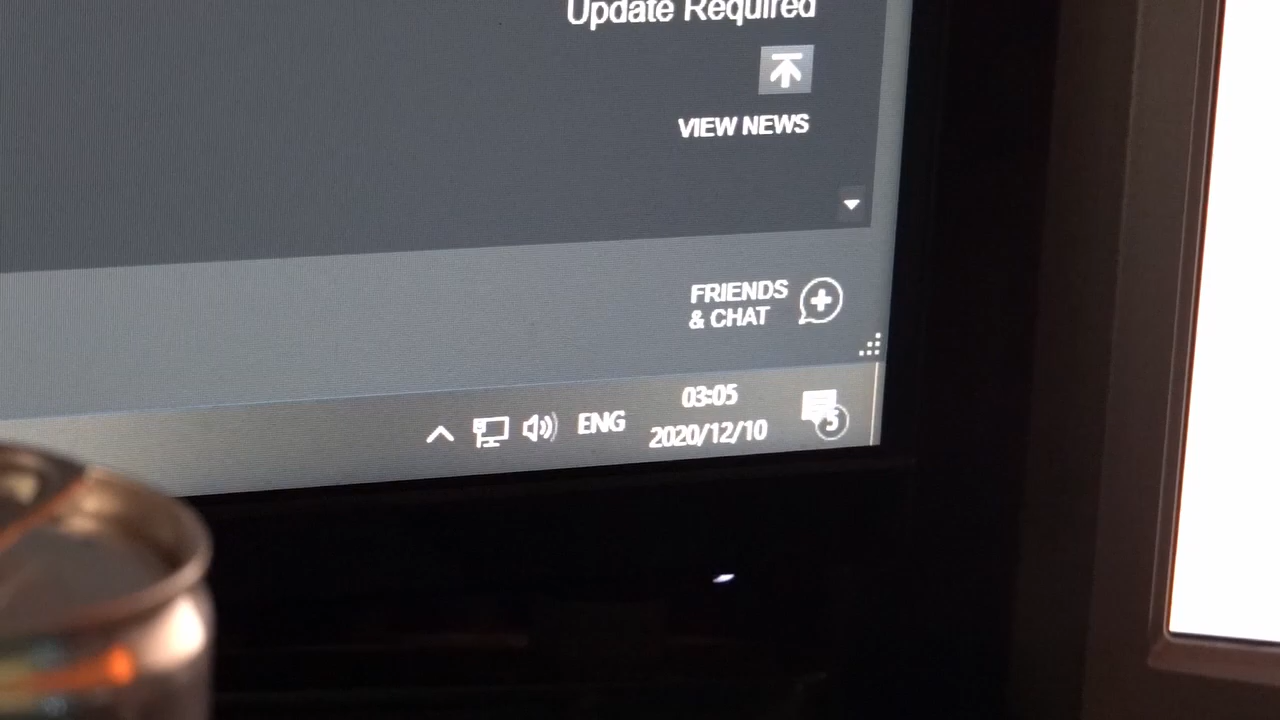 Update Required
VIEW NEWS
FRIENDS
& CHAT
03:05
ENG
2020/12/10
5